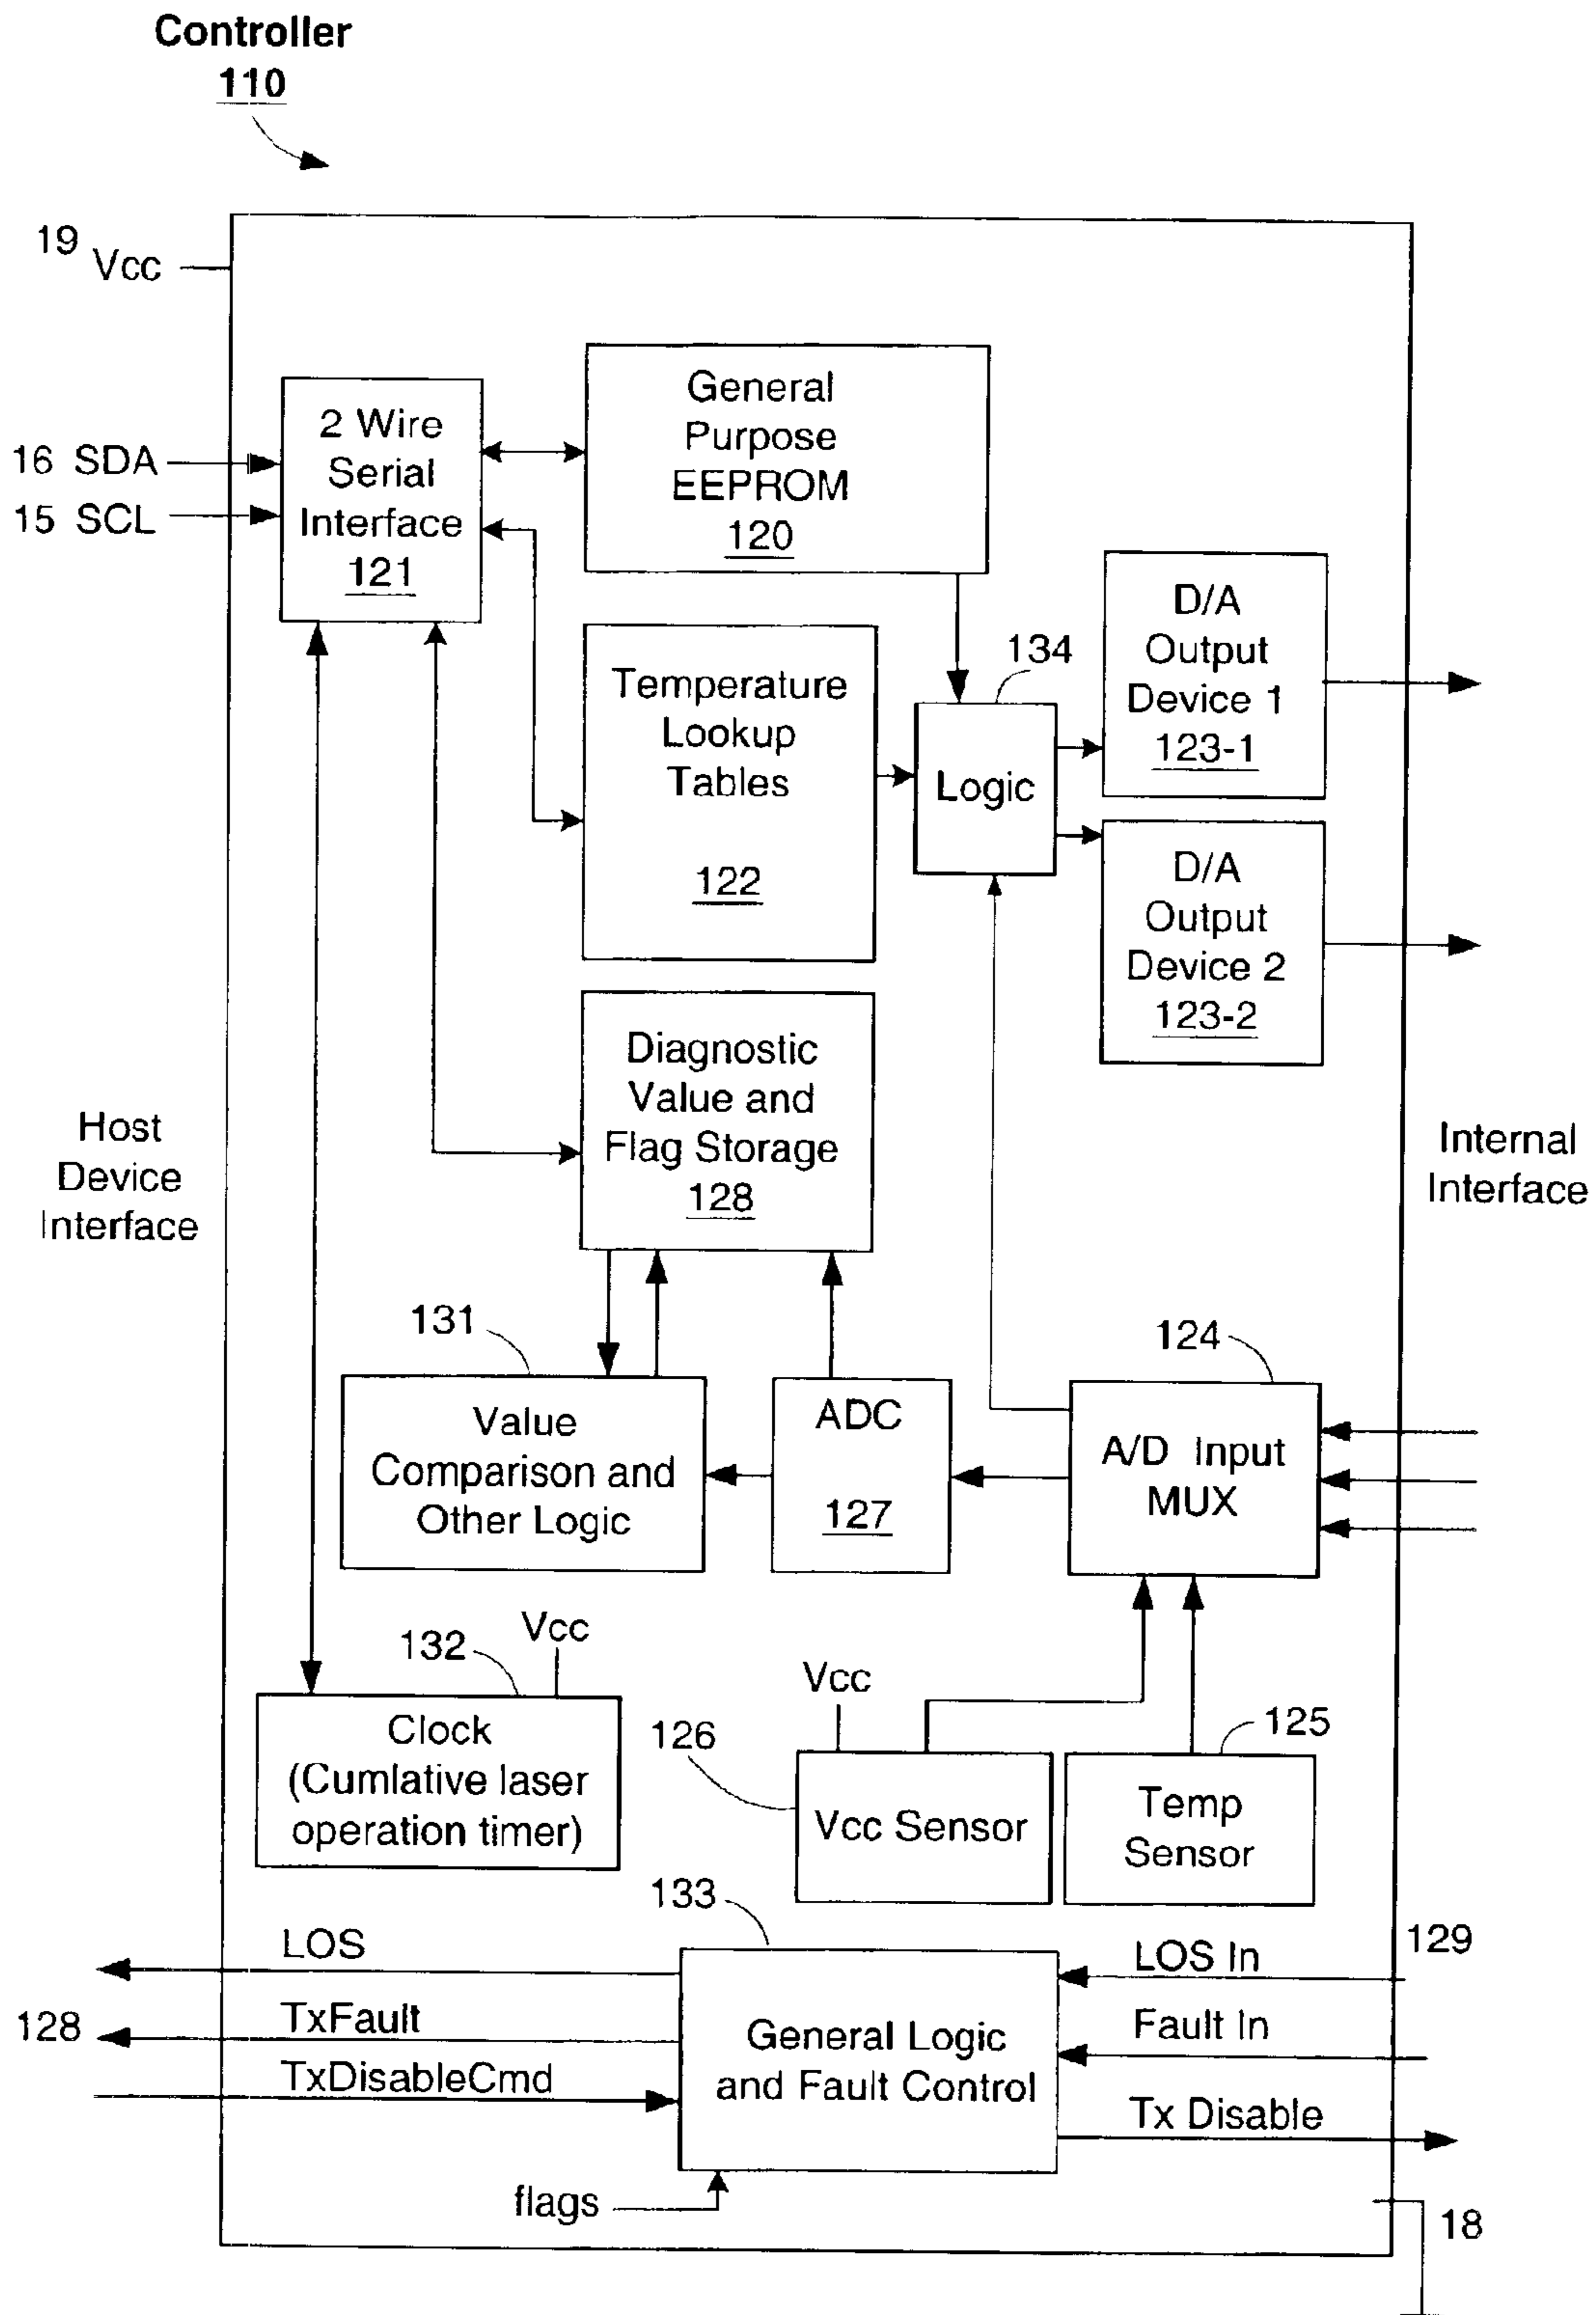 Controller
110
19
Vcc
16 SDA
15 SCL
2 Wire
Serial
Interface
121
General
Purpose
EEPROM
120
Temperature
Lookup
Tables
122
134
Logic
D/A
Output
Device 1
123-1
D/A
Output
Device 2
123-2
Host
Device
Interface
Diagnostic
Value and
Flag Storage
128
Internal
Interface
131
Value
Comparison and
Other Logic
ADC
127
124
A/D Input
MUX
132
Vcc
Clock
(Cumlative laser
operation timer)
Vcc
126
Vcc Sensor
125
Temp
Sensor
133
LOS
TxFault
128
TxDisableCmd
General Logic
and Fault Control
LOS In
129
Fault In
Tx Disable
flags
18